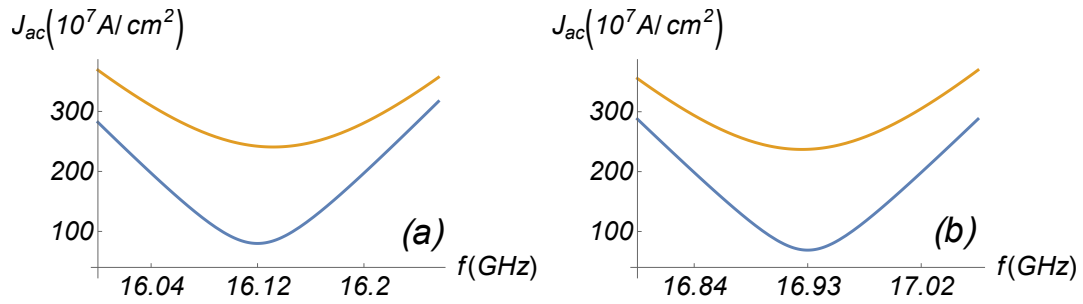 J_ac(10^7 A/cm^2)
300
200
100
(a)
16.04 16.12 16.2
f(GHz)
J_ac(10^7 A/cm^2)
300
200
100
(b)
16.84 16.93 17.02
f(GHz)